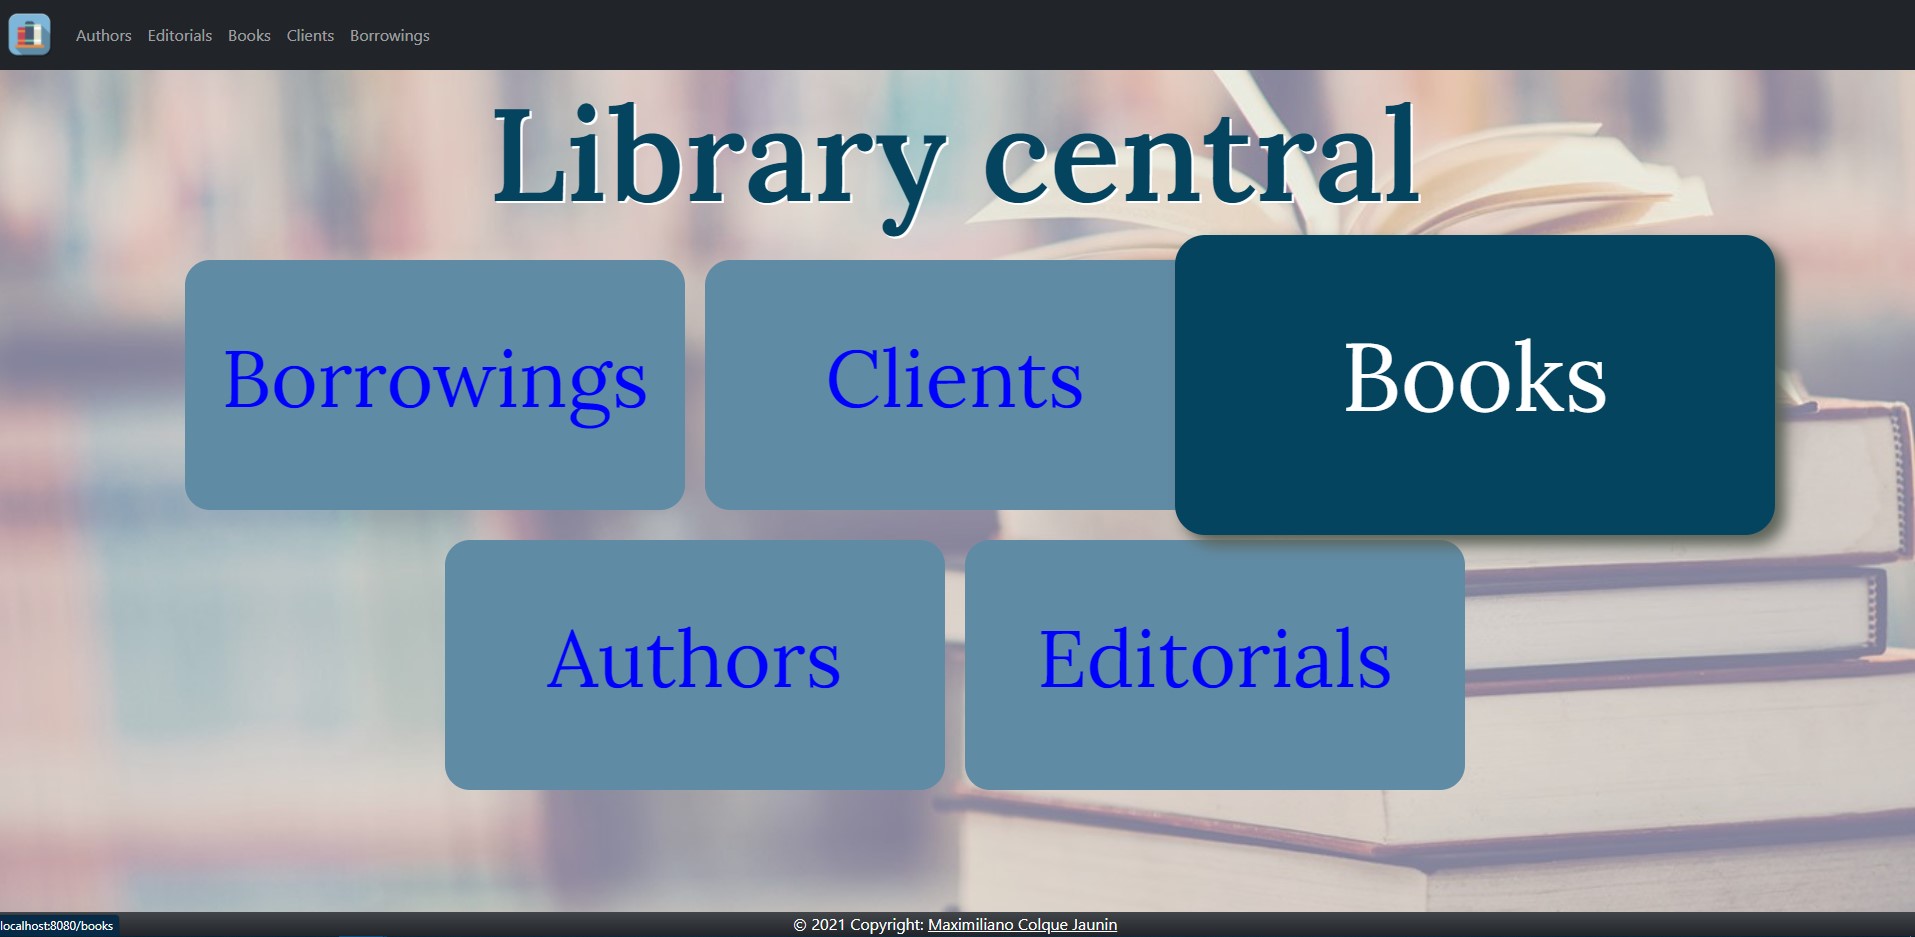 Authors Editorials Books Clients Borrowings
Library central
Borrowings Clients Books
Authors Editorials
localhost:8080/books
© 2021 Copyright: Maximiliano Colque Jaunin